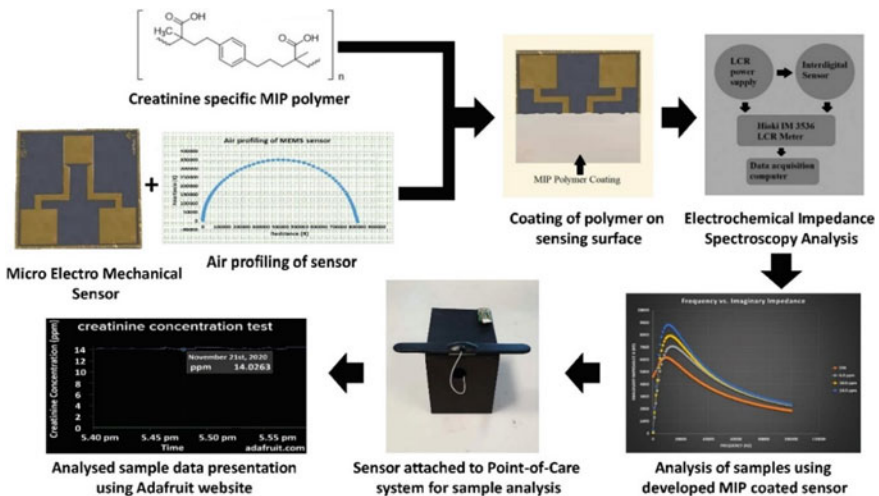 O
OH
H₃C
O
OH
CH₃
n
Creatinine specific MIP polymer
Air profiling of MEMS sensor
+
Micro Electro Mechanical
Sensor
Air profiling of sensor
MIP Polymer Coating
Coating of polymer on
sensing surface
LCR
power
supply
Interdigital
Sensor
Hioki IM 3536
LCR Meter
Data acquisition
computer
Electrochemical Impedance
Spectroscopy Analysis
Frequency vs. Imaginary Impedance
Analysis of samples using
developed MIP coated sensor
Sensor attached to Point-of-Care
system for sample analysis
creatinine concentration test
Creatinine Concentration [ppm]
14
12
10
8
6
4
2
0
November 21st, 2020
ppm 14.0263
5.40 pm 5.45 pm 5.50 pm 5.55 pm
Time
adafruit.com
Analysed sample data presentation
using Adafruit website